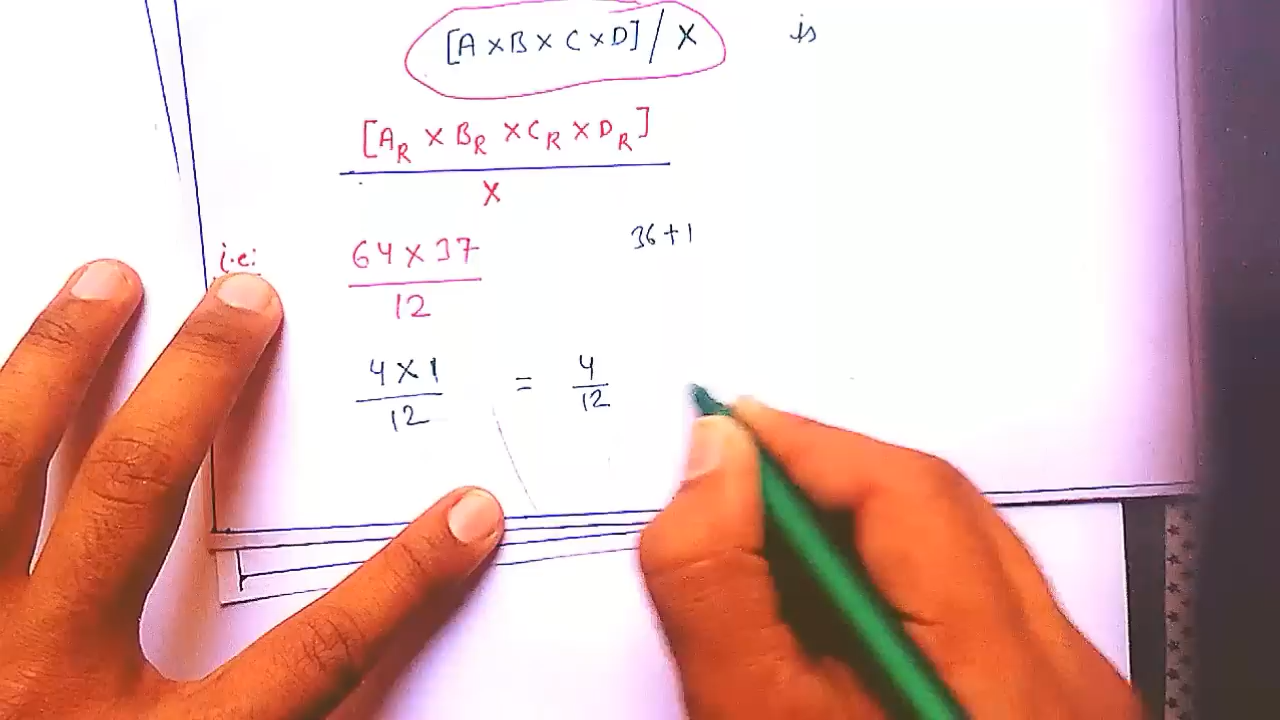 [A × B × C × D] / X is
[A_R × B_R × C_R × D_R]
X
36 + 1
i.e:
64 × 37
12
4 × 1
12
=
4
12